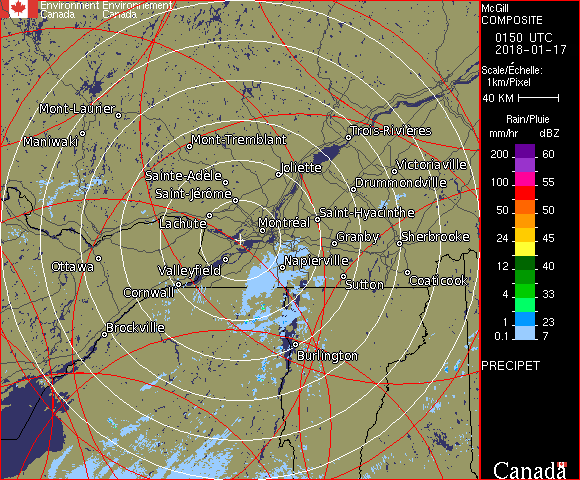 Environment Environnement
Canada Canada
McGill
COMPOSITE
0150 UTC
2018-01-17
Scale/Échelle:
1km/Pixel
40 KM
Rain/Pluie
mm/hr dBZ
200 60
150 55
100 55
50 50
24 45
12 40
4 33
1 23
0.1 7
PRECIPET
Canada
Mont-Laurier
Maniwaki
Mont-Tremblant
Trois-Rivières
Joliette
Victoriaville
Sainte-Adèle
Drummondville
Saint-Jérôme
Lachute
Saint-Hyacinthe
Montréal
Granby
Sherbrooke
Ottawa
Valleyfield
Napierville
Cornwall
Sutton
Coaticook
Brockville
Burlington